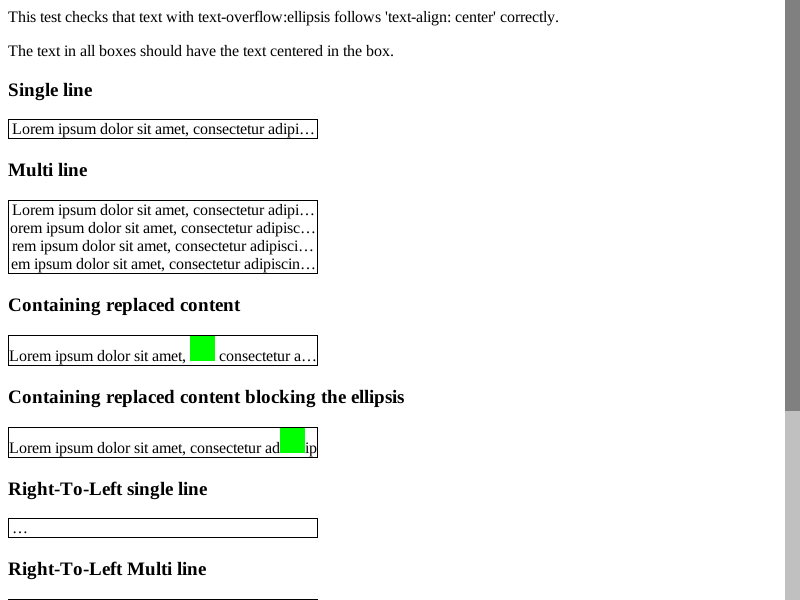 This test checks that text with text-overflow:ellipsis follows 'text-align: center' correctly.
The text in all boxes should have the text centered in the box.
Single line
Lorem ipsum dolor sit amet, consectetur adipi…
Multi line
Lorem ipsum dolor sit amet, consectetur adipi…
orem ipsum dolor sit amet, consectetur adipisc…
rem ipsum dolor sit amet, consectetur adipisci…
em ipsum dolor sit amet, consectetur adipiscin…
Containing replaced content
Lorem ipsum dolor sit amet, consectetur a…
Containing replaced content blocking the ellipsis
Lorem ipsum dolor sit amet, consectetur ad ip
Right-To-Left single line
…
Right-To-Left Multi line